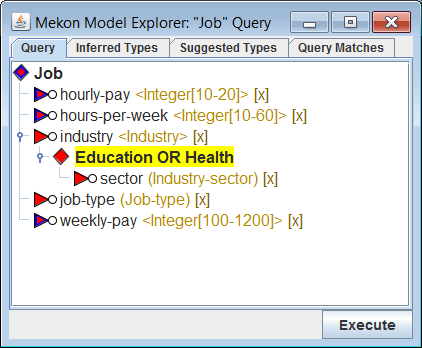 Mekon Model Explorer: "Job" Query
Query Inferred Types Suggested Types Query Matches
Job
hourly-pay <Integer[10-20]> [x]
hours-per-week <Integer[10-60]> [x]
industry <Industry> [x]
Education OR Health
sector (Industry-sector) [x]
job-type (Job-type) [x]
weekly-pay <Integer[100-1200]> [x]
Execute